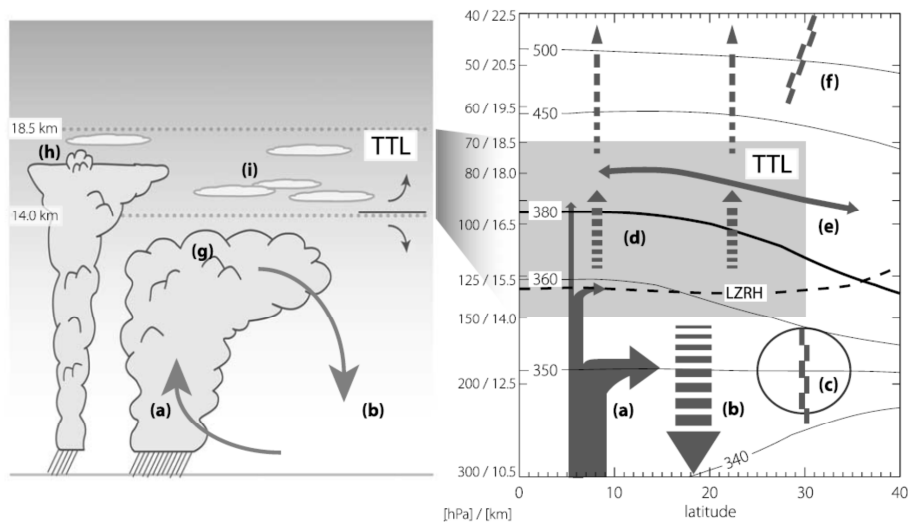 18.5 km
(h)
TTL
(i)
14.0 km
(g)
(a)
(b)
40 / 22.5
500
50 / 20.5
(f)
60 / 19.5
450
70 / 18.5
TTL
80 / 18.0
380
(e)
100 / 16.5
(d)
125 / 15.5
360
LZRH
150 / 14.0
350
(c)
200 / 12.5
(a)
(b)
340
300 / 10.5
0
10
20
30
40
[hPa] / [km]
latitude